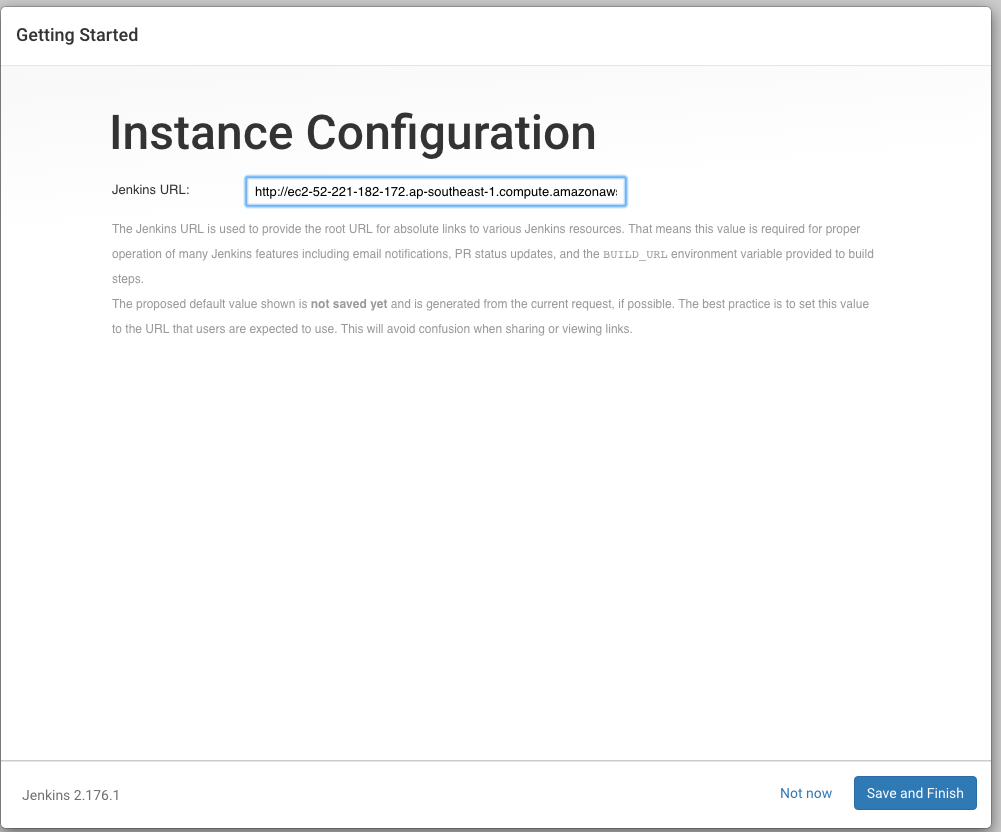 Getting Started
Instance Configuration
Jenkins URL: http://ec2-52-221-182-172.ap-southeast-1.compute.amazonaw
The Jenkins URL is used to provide the root URL for absolute links to various Jenkins resources. That means this value is required for proper
operation of many Jenkins features including email notifications, PR status updates, and the BUILD_URL environment variable provided to build
steps.
The proposed default value shown is not saved yet and is generated from the current request, if possible. The best practice is to set this value
to the URL that users are expected to use. This will avoid confusion when sharing or viewing links.
Jenkins 2.176.1
Not now
Save and Finish